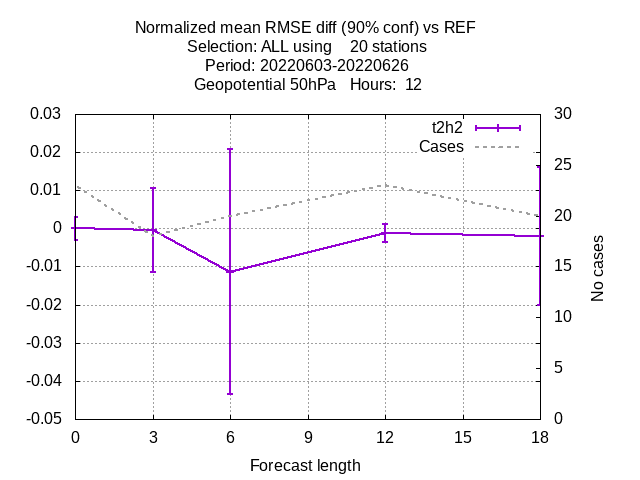 Normalized mean RMSE diff (90% conf) vs REF
Selection: ALL using    20 stations
Period: 20220603-20220626
Geopotential 50hPa   Hours:  12
0.03
0.02
0.01
0
-0.01
-0.02
-0.03
-0.04
-0.05
t2h2
Cases
30
25
20
15
10
5
0
No cases
0 3 6 9 12 15 18
Forecast length